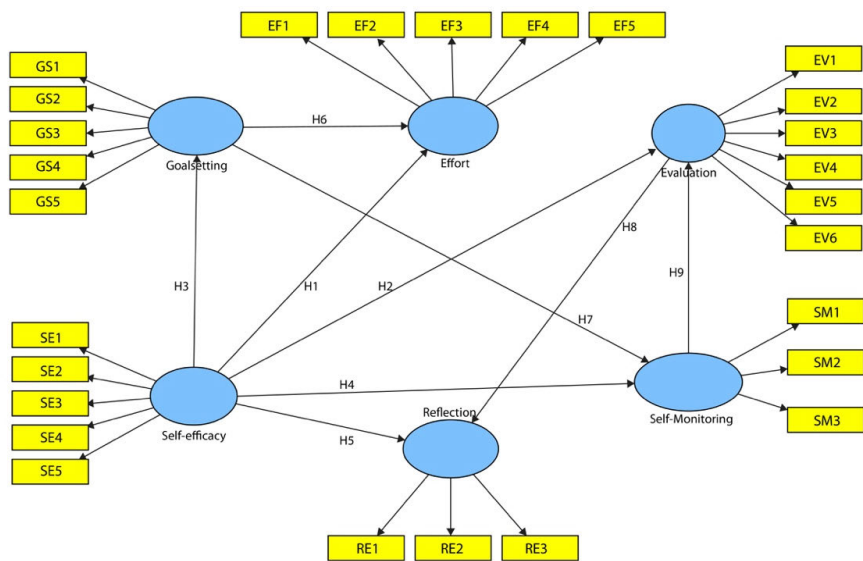 EF1
EF2
EF3
EF4
EF5
GS1
GS2
GS3
GS4
GS5
Goalsetting
H6
Effort
EV1
EV2
EV3
EV4
EV5
EV6
Evaluation
H8
H3
H1
H2
H9
H7
SE1
SE2
SE3
SE4
SE5
Self-efficacy
H4
H5
Reflection
Self-Monitoring
SM1
SM2
SM3
RE1
RE2
RE3